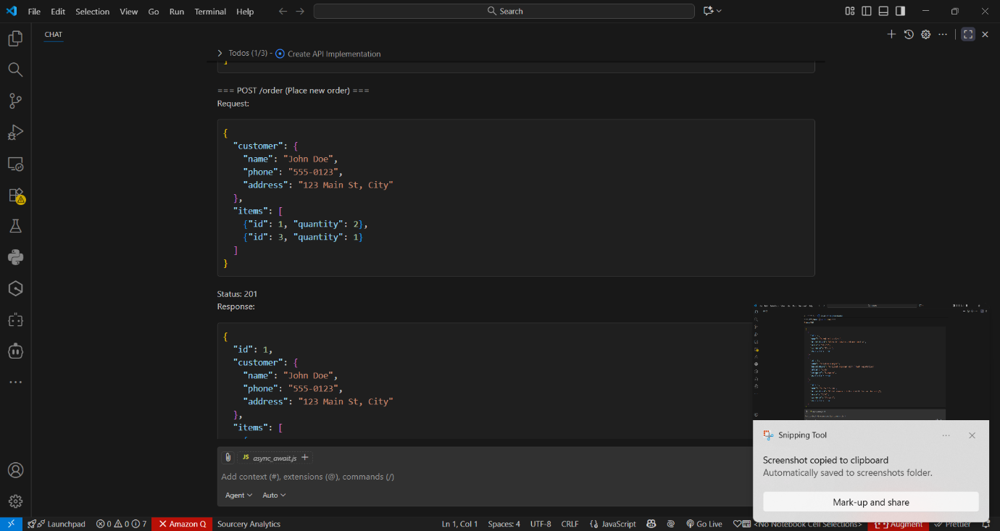 File Edit Selection View Go Run Terminal Help
Search
CHAT
Todos (1/3) - Create API Implementation
]
=== POST /order (Place new order) ===
Request:
{
"customer": {
"name": "John Doe",
"phone": "555-0123",
"address": "123 Main St, City"
},
"items": [
{"id": 1, "quantity": 2},
{"id": 3, "quantity": 1}
]
}
Status: 201
Response:
{
"id": 1,
"customer": {
"name": "John Doe",
"phone": "555-0123",
"address": "123 Main St, City"
},
"items": [
JS async_await.js
Add context (#), extensions (@), commands (/)
Agent Auto
Snipping Tool
Screenshot copied to clipboard
Automatically saved to screenshots folder.
Mark-up and share
Launchpad 0 0 7 Amazon Q Sourcery Analytics Ln 1, Col 1 Spaces: 4 UTF-8 CRLF JavaScript Go Live <No Notebook Cell Selections> Augment Prettier